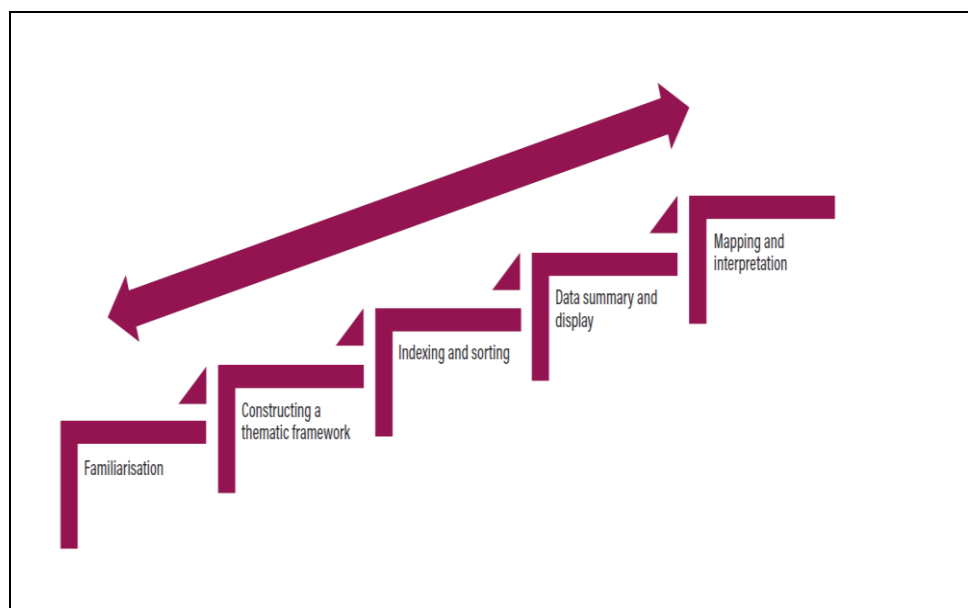 Familiarisation
Constructing a
thematic framework
Indexing and sorting
Data summary and
display
Mapping and
interpretation